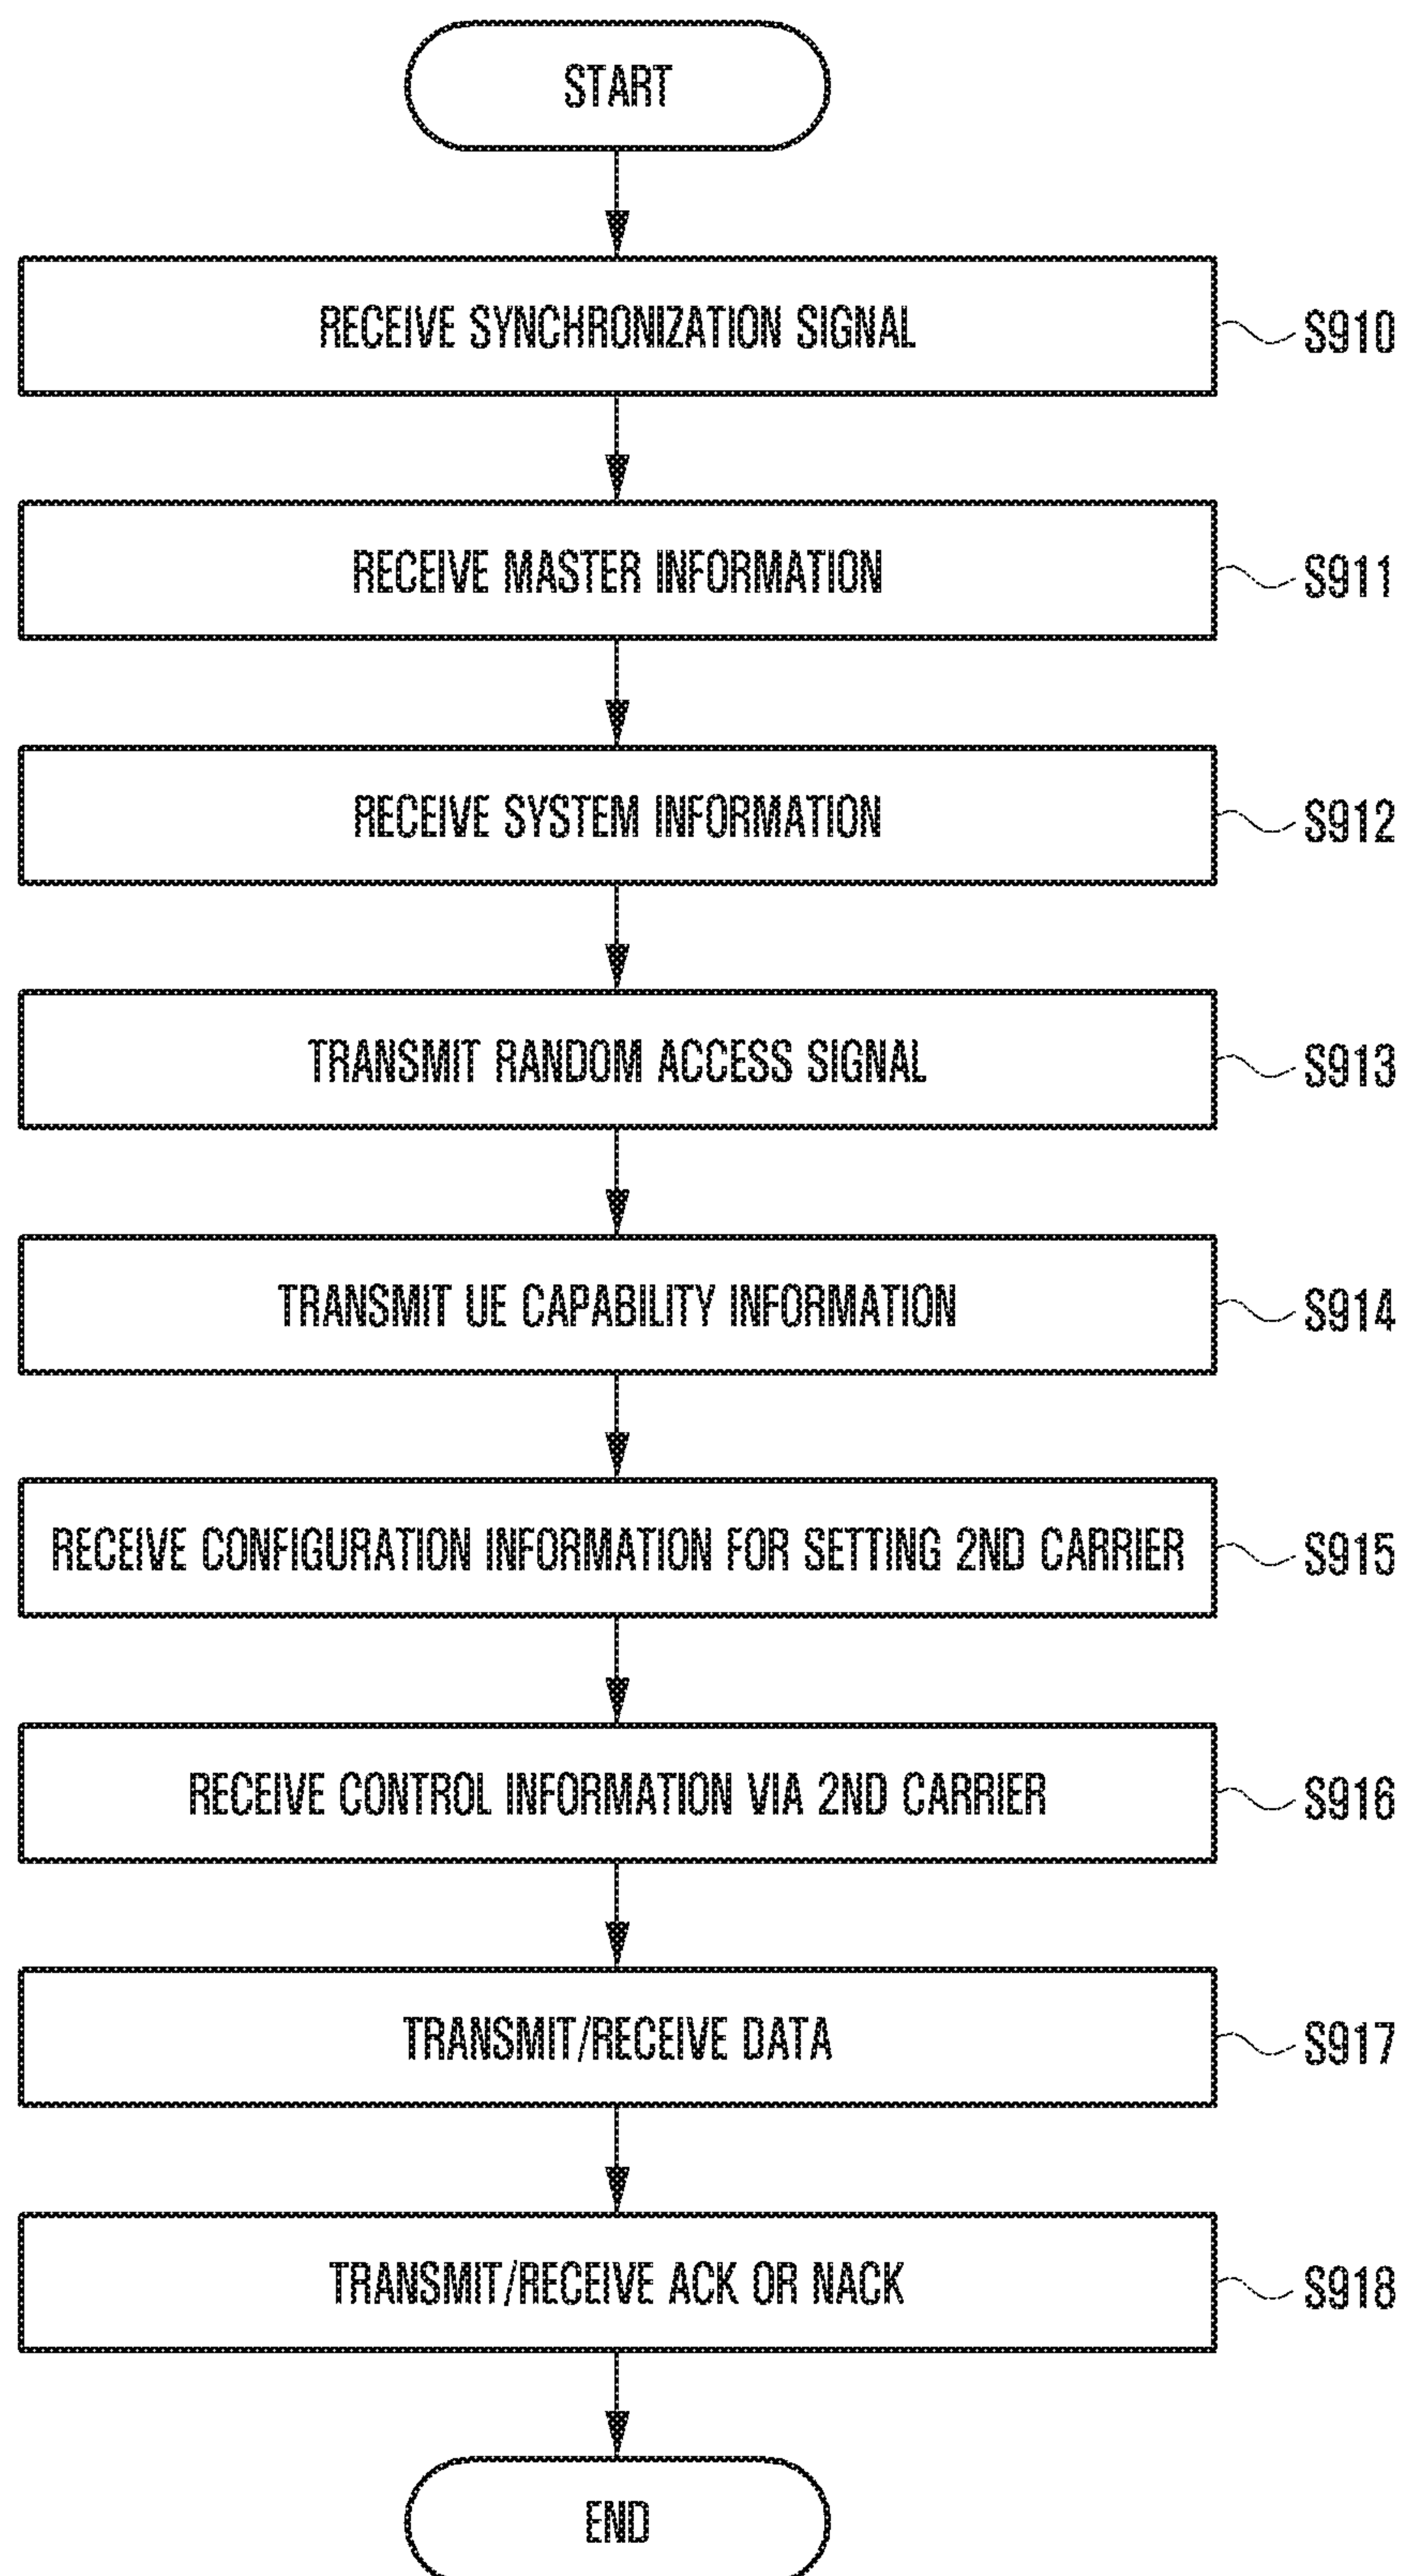 START
RECEIVE SYNCHRONIZATION SIGNAL S910
RECEIVE MASTER INFORMATION S911
RECEIVE SYSTEM INFORMATION S912
TRANSMIT RANDOM ACCESS SIGNAL S913
TRANSMIT UE CAPABILITY INFORMATION S914
RECEIVE CONFIGURATION INFORMATION FOR SETTING 2ND CARRIER S915
RECEIVE CONTROL INFORMATION VIA 2ND CARRIER S916
TRANSMIT/RECEIVE DATA S917
TRANSMIT/RECEIVE ACK OR NACK S918
END